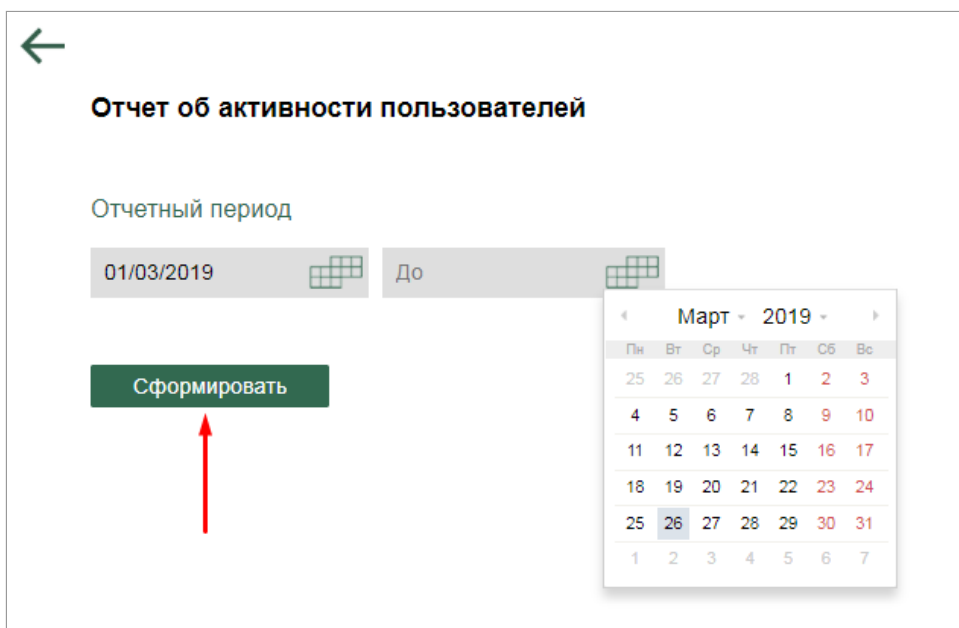 Отчет об активности пользователей
Отчетный период
01/03/2019 До
Март 2019
Пн Вт Ср Чт Пт Сб Вс
25 26 27 28 1 2 3
4 5 6 7 8 9 10
11 12 13 14 15 16 17
18 19 20 21 22 23 24
25 26 27 28 29 30 31
1 2 3 4 5 6 7
Сформировать